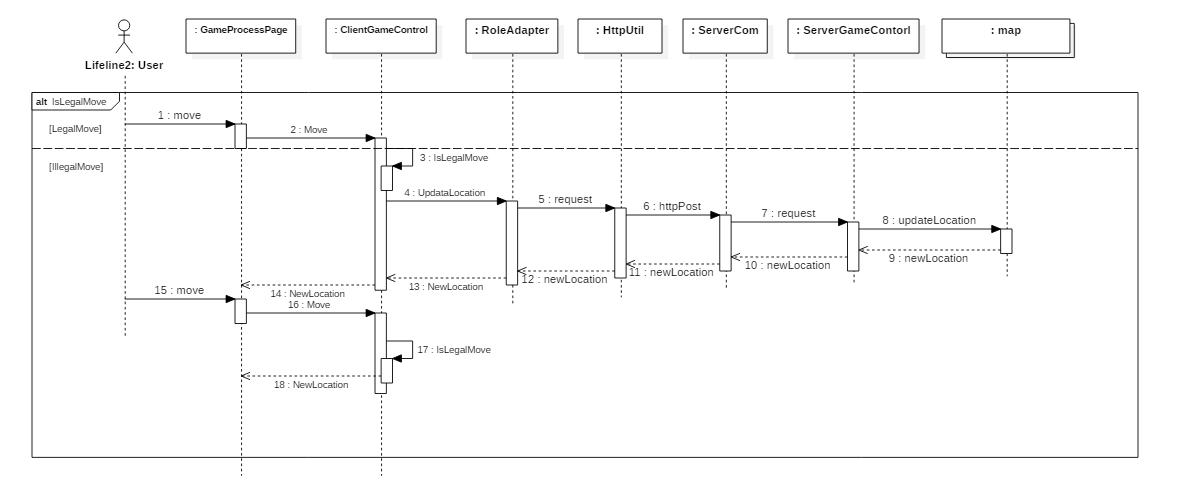 : GameProcessPage
: ClientGameControl
: RoleAdapter
: HttpUtil
: ServerCom
: ServerGameContorl
: map
Lifeline2: User
alt IsLegalMove
1 : move
[LegalMove]
2 : Move
3 : IsLegalMove
[IllegalMove]
4 : UpdataLocation
5 : request
6 : httpPost
7 : request
8 : updateLocation
9 : newLocation
10 : newLocation
11 : newLocation
12 : newLocation
13 : NewLocation
14 : NewLocation
15 : move
16 : Move
17 : IsLegalMove
18 : NewLocation